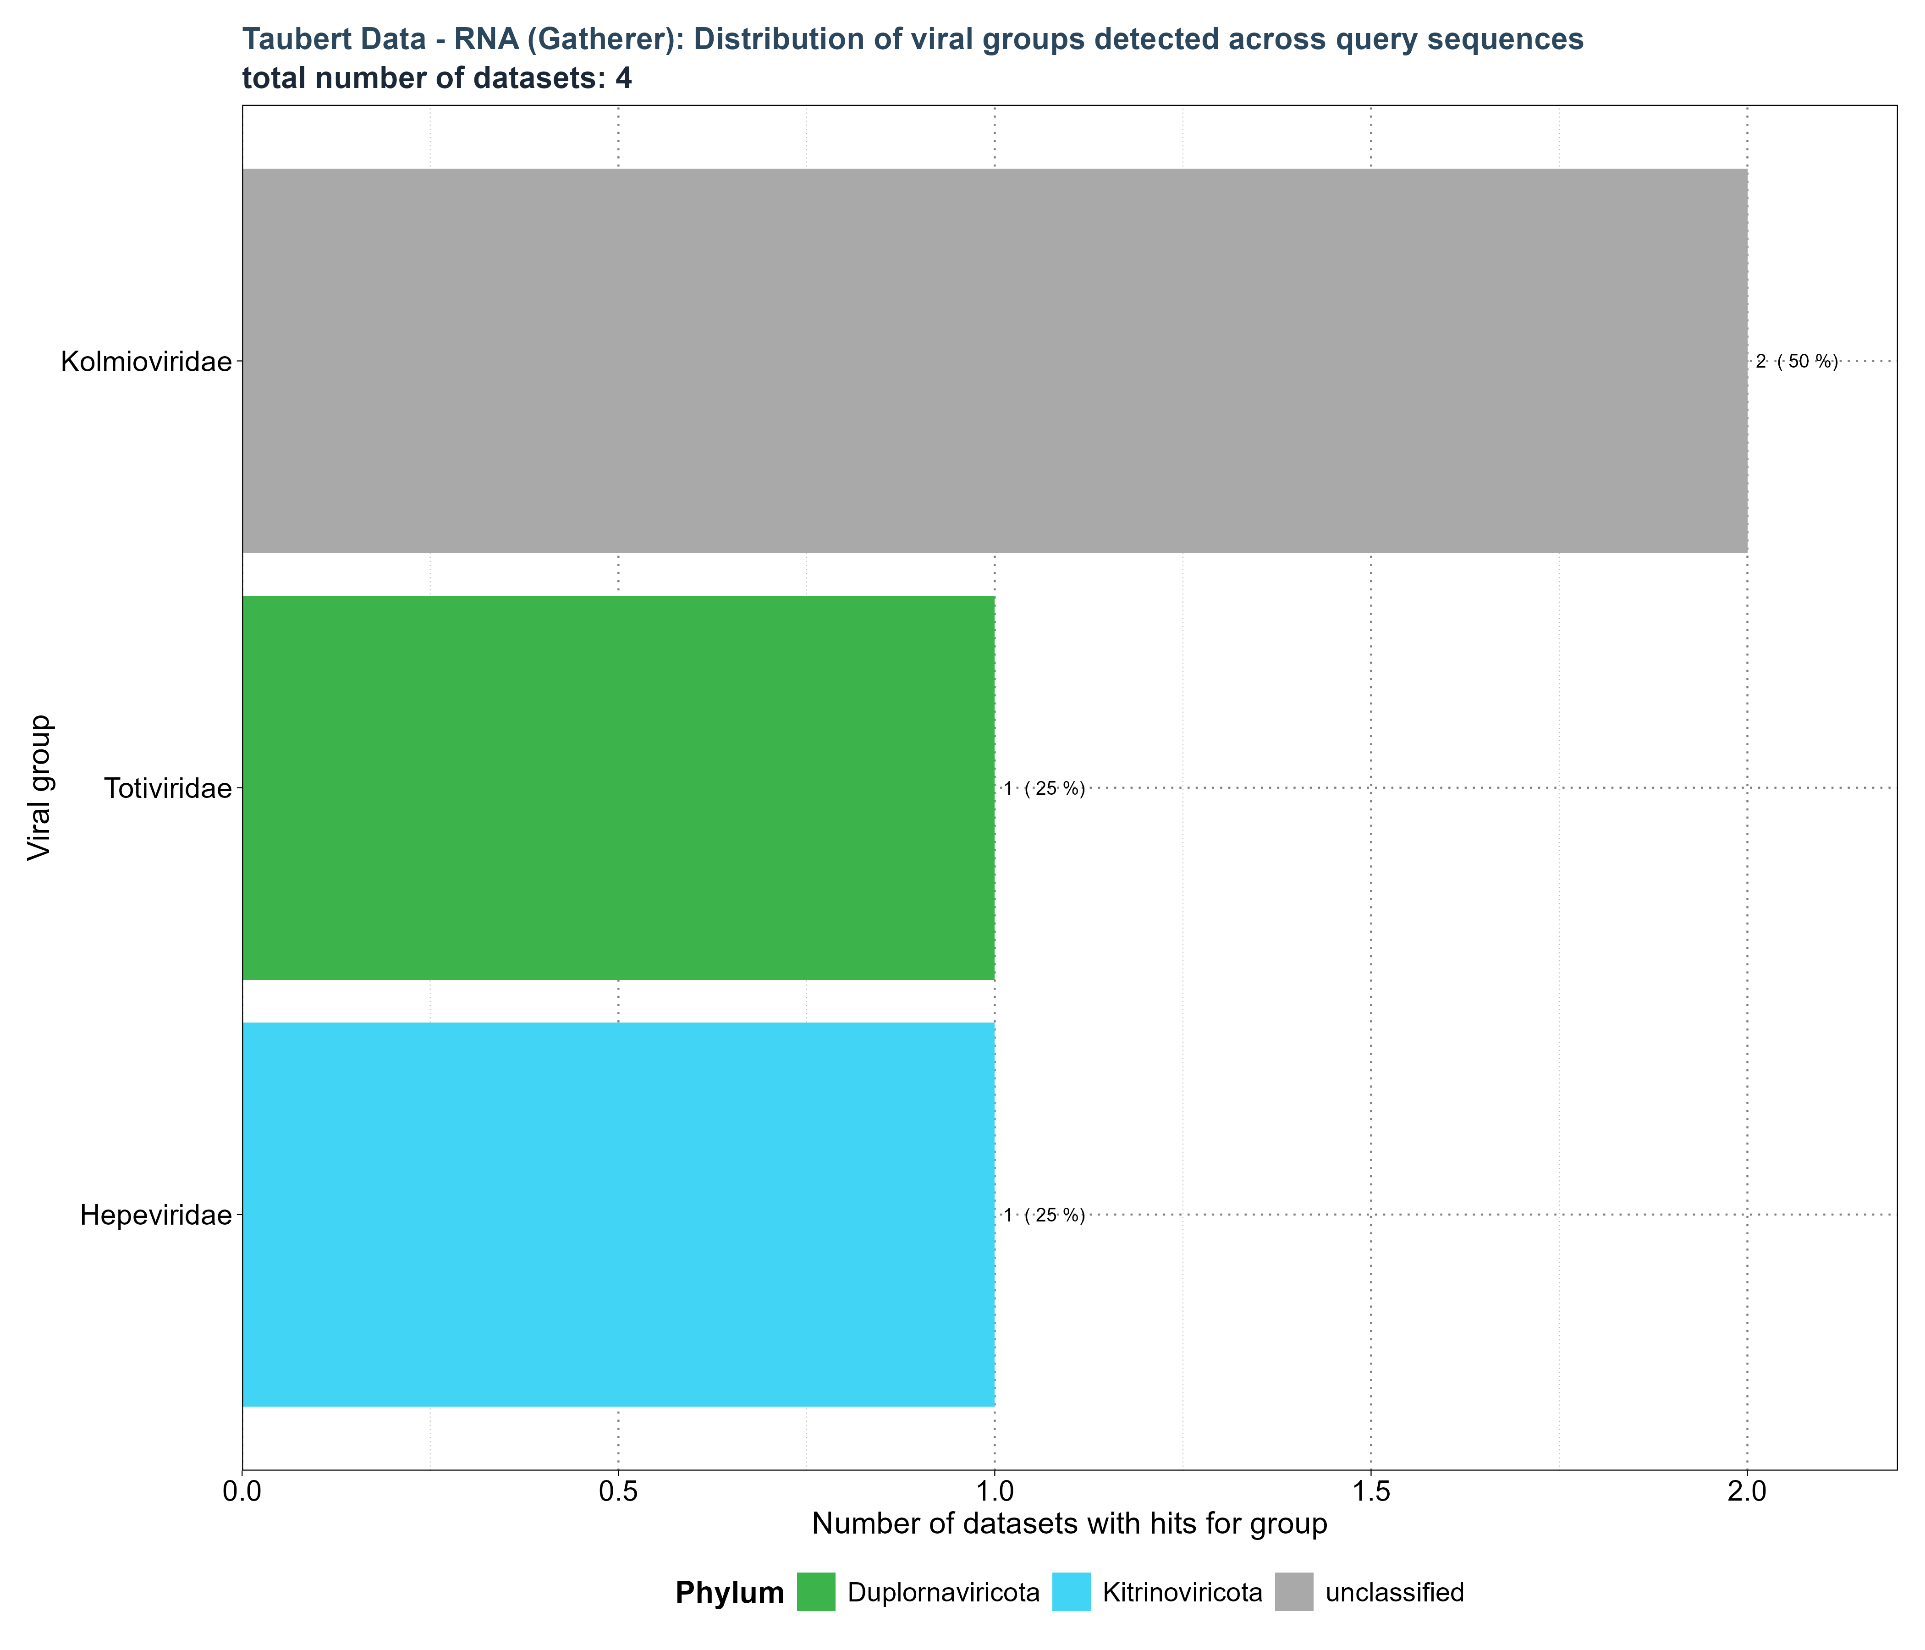 Taubert Data - RNA (Gatherer): Distribution of viral groups detected across query sequences
total number of datasets: 4
Kolmioviridae
2 ( 50 %)
Totiviridae
1 ( 25 %)
Hepeviridae
1 ( 25 %)
Viral group
0.0 0.5 1.0 1.5 2.0
Number of datasets with hits for group
Phylum Duplornaviricota Kitrinoviricota unclassified